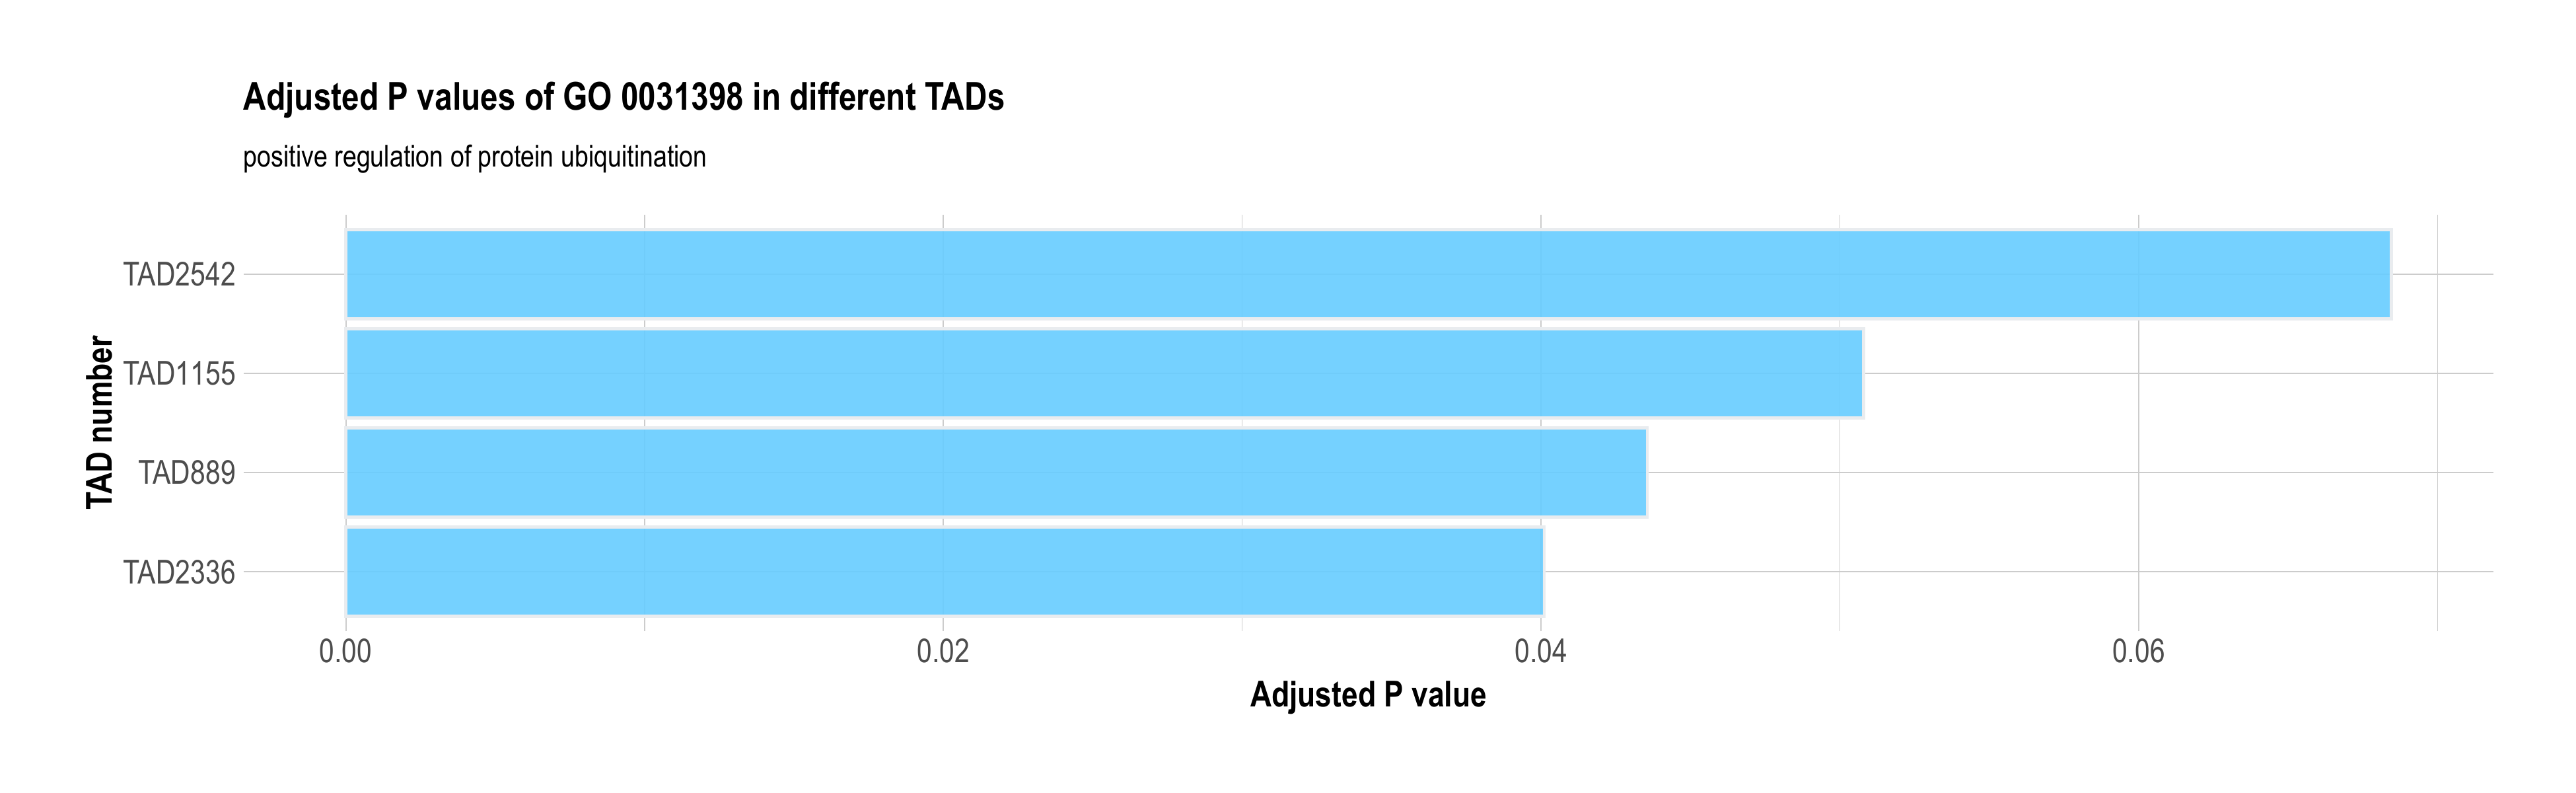 Adjusted P values of GO 0031398 in different TADs
positive regulation of protein ubiquitination
TAD number
TAD2542
TAD1155
TAD889
TAD2336
0.00 0.02 0.04 0.06
Adjusted P value